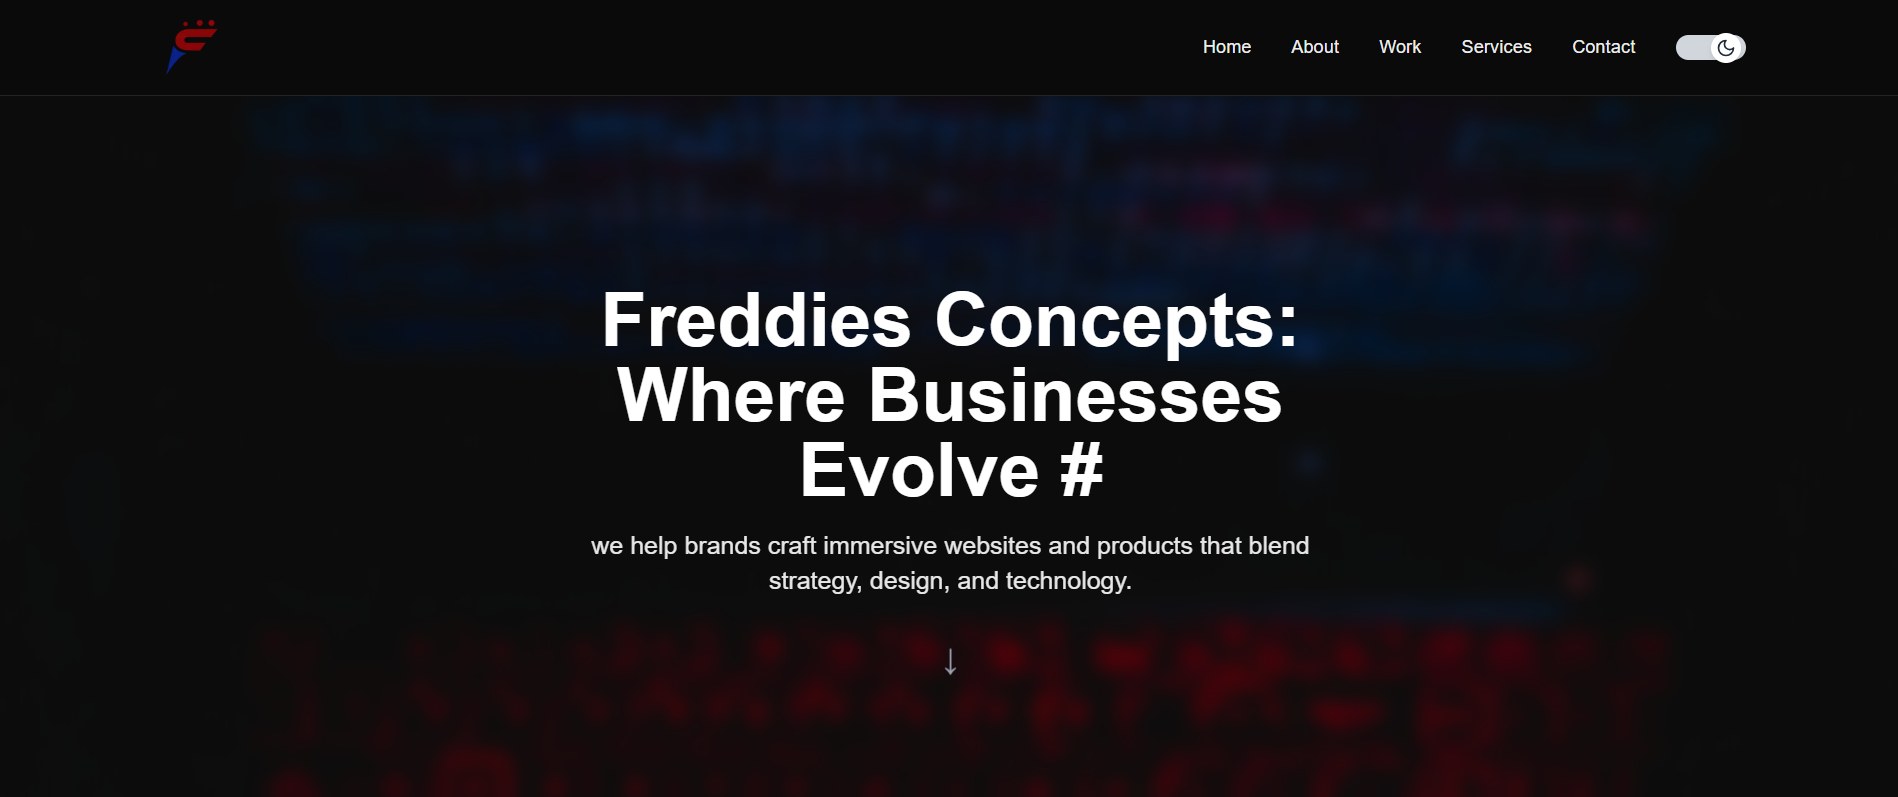 Home About Work Services Contact
Freddies Concepts:
Where Businesses
Evolve #
we help brands craft immersive websites and products that blend
strategy, design, and technology.